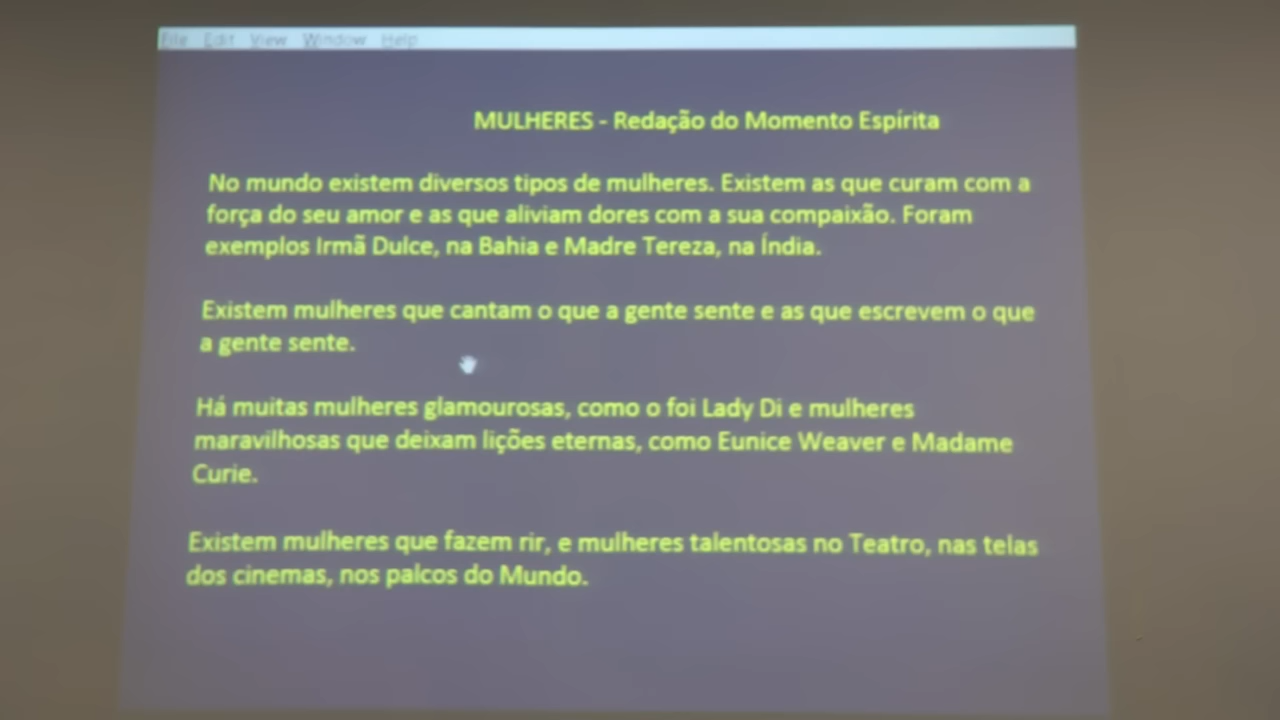 File Edit View Window Help
MULHERES - Redação do Momento Espírita
No mundo existem diversos tipos de mulheres. Existem as que curam com a
força do seu amor e as que aliviam dores com a sua compaixão. Foram
exemplos Irmã Dulce, na Bahia e Madre Tereza, na Índia.
Existem mulheres que cantam o que a gente sente e as que escrevem o que
a gente sente.
Há muitas mulheres glamourosas, como o foi Lady Di e mulheres
maravilhosas que deixam lições eternas, como Eunice Weaver e Madame
Curie.
Existem mulheres que fazem rir, e mulheres talentosas no Teatro, nas telas
dos cinemas, nos palcos do Mundo.